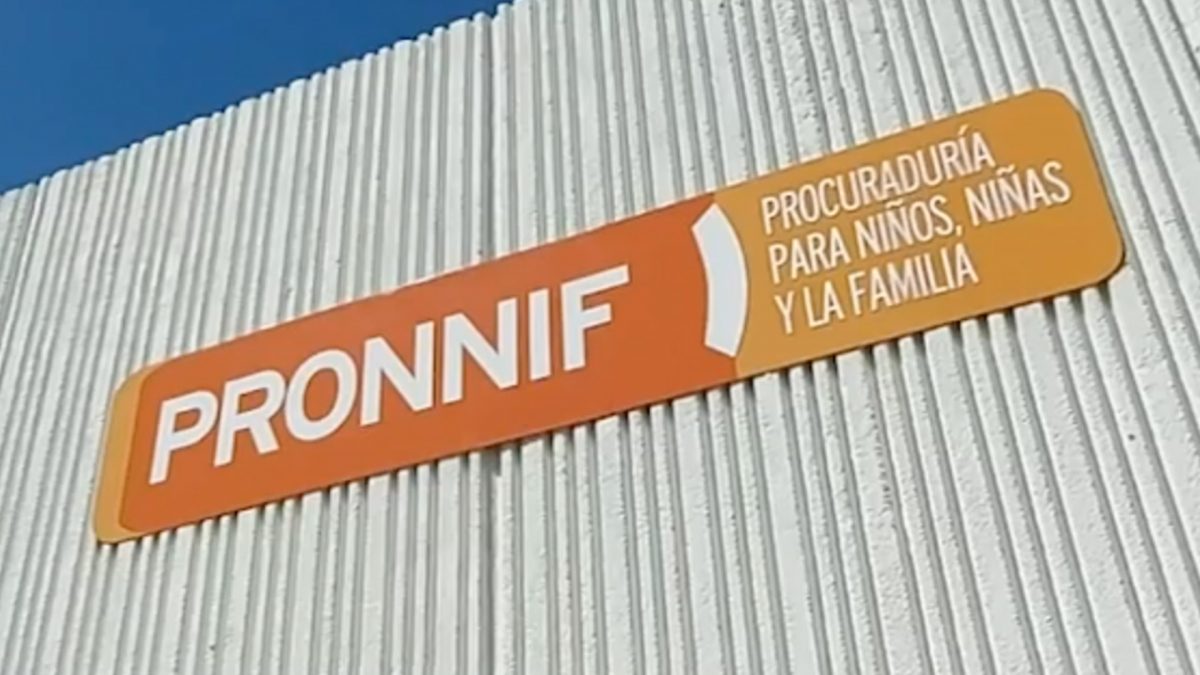 PRONNIF
PROCURADURÍA
PARA NIÑOS, NIÑAS
Y LA FAMILIA